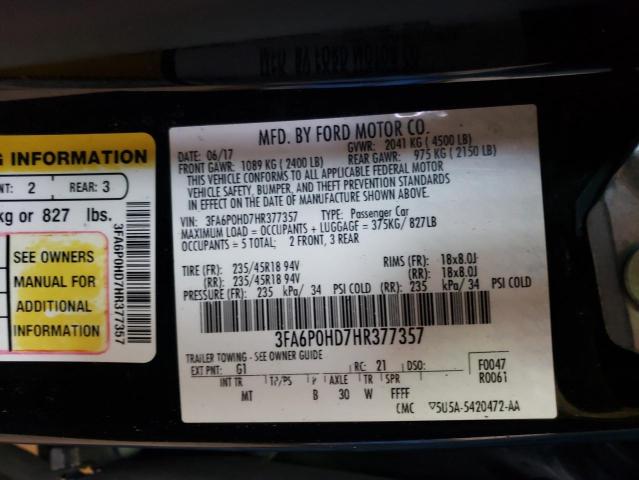 G INFORMATION
NT: 2 REAR: 3
kg or 827 lbs.
SEE OWNERS
MANUAL FOR
ADDITIONAL
INFORMATION
3FA6P0HD7HR377357
MFD. BY FORD MOTOR CO.
DATE: 06/17 GVWR: 2041 KG (4500 LB)
FRONT GAWR: 1089 KG (2400 LB) REAR GAWR: 975 KG (2150 LB)
THIS VEHICLE CONFORMS TO ALL APPLICABLE FEDERAL MOTOR
VEHICLE SAFETY, BUMPER, AND THEFT PREVENTION STANDARDS
IN EFFECT ON THE DATE OF MANUFACTURE SHOWN ABOVE.
VIN: 3FA6P0HD7HR377357 TYPE: Passenger Car
MAXIMUM LOAD = OCCUPANTS + LUGGAGE = 375KG/ 827LB
OCCUPANTS = 5 TOTAL; 2 FRONT, 3 REAR
TIRE (FR): 235/45R18 94V RIMS (FR): 18x8.0J
(RR): 235/45R18 94V (RR): 18x8.0J
PRESSURE (FR): 235 kPa/ 34 PSI COLD (RR): 235 kPa/ 34 PSI COLD
3FA6P0HD7HR377357
TRAILER TOWING - SEE OWNER GUIDE
EXT PNT: G1 RC: 21 DSO: F0047
R0061
INT TR TP/PS R AXLE TR SPR
MT B 30 W FFFF
CMC ▽5U5A-5420472-AA